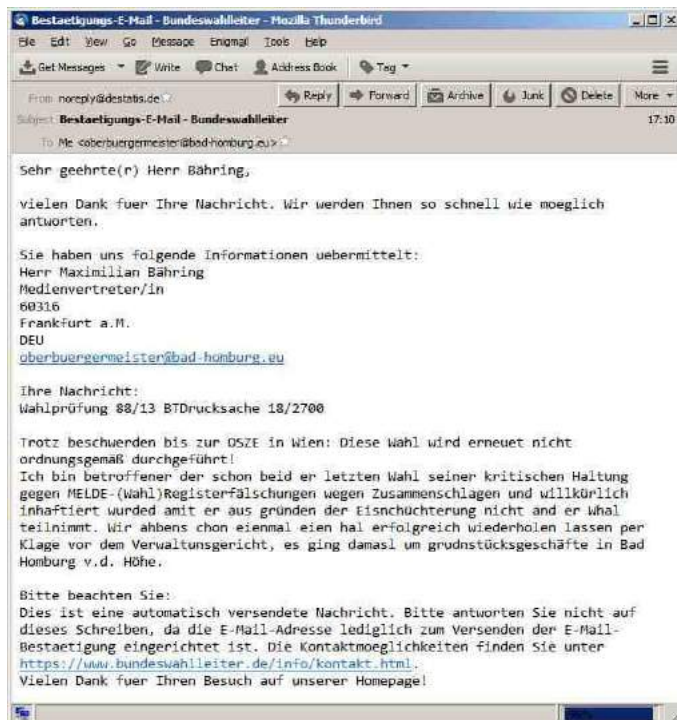 Bestaetigungs-E-Mail - Bundeswahlleiter - Mozilla Thunderbird
File Edit View Go Message Enigmail Tools Help
Get Messages Write Chat Address Book Tag
From noreply@destatis.de Reply Forward Archive Junk Delete More
Subject Bestaetigungs-E-Mail - Bundeswahlleiter 17:10
To Me <oberbuergermeister@bad-homburg.eu>
Sehr geehrte(r) Herr Bähring,
vielen Dank fuer Ihre Nachricht. Wir werden Ihnen so schnell wie moeglich
antworten.
Sie haben uns folgende Informationen uebermittelt:
Herr Maximilian Bähring
Medienvertreter/in
60316
Frankfurt a.M.
DEU
oberbuergermeister@bad-homburg.eu
Ihre Nachricht:
Wahlprüfung 88/13 BTDrucksache 18/2700
Trotz beschwerden bis zur OSZE in Wien: Diese Wahl wird erneuet nicht
ordnungsgemäß durchgeführt!
Ich bin betroffener der schon beid er letzten Wahl seiner kritischen Haltung
gegen MELDE-(Wahl)Registerfälschungen wegen Zusammenschlagen und willkürlich
inhaftiert wurded amit er aus gründen der Eisnchüchterung nicht and er Whal
teilnimmt. Wir ahbens chon eienmal eien hal erfolgreich wiederholen lassen per
Klage vor dem Verwaltunsgericht, es ging damasl um grudnstücksgeschäfte in Bad
Homburg v.d. Höhe.
Bitte beachten Sie:
Dies ist eine automatisch versendete Nachricht. Bitte antworten Sie nicht auf
dieses Schreiben, da die E-Mail-Adresse lediglich zum Versenden der E-Mail-
Bestaetigung eingerichtet ist. Die Kontaktmoeglichkeiten finden Sie unter
https://www.bundeswahlleiter.de/info/kontakt.html.
Vielen Dank fuer Ihren Besuch auf unserer Homepage!